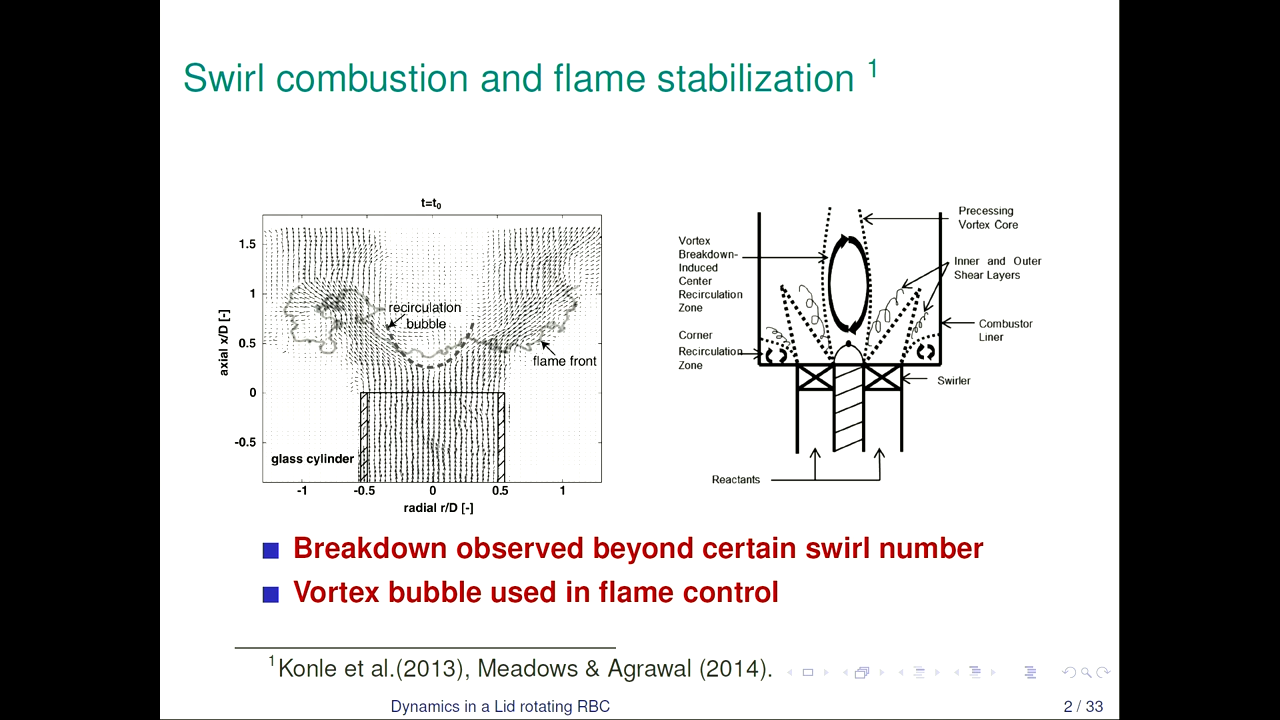 Swirl combustion and flame stabilization 1
t=t0
1.5
1
0.5
0
-0.5
axial x/D [-]
recirculation
bubble
flame front
glass cylinder
-1 -0.5 0 0.5 1
radial r/D [-]
Precessing
Vortex Core
Vortex
Breakdown-
Induced
Center
Recirculation
Zone
Inner and Outer
Shear Layers
Corner
Recirculation
Zone
Combustor
Liner
Swirler
Reactants
Breakdown observed beyond certain swirl number
Vortex bubble used in flame control
1Konle et al.(2013), Meadows & Agrawal (2014).
Dynamics in a Lid rotating RBC 2 / 33